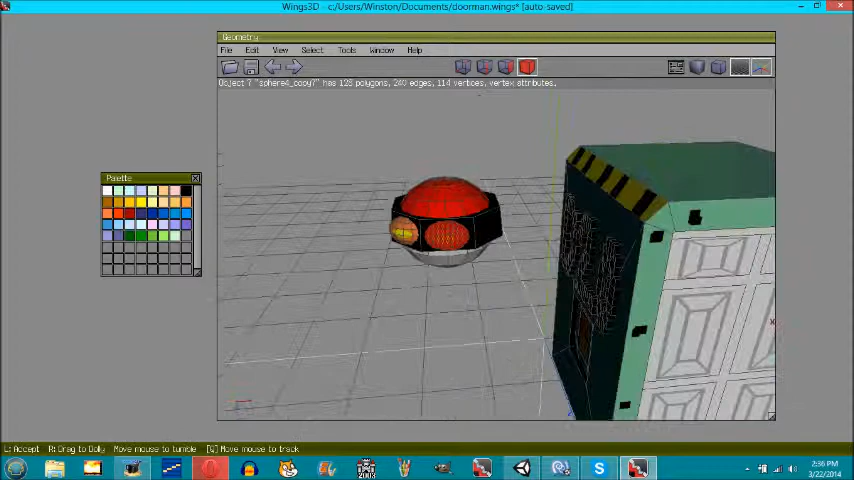 Wings3D - c:/Users/Winston/Documents/doorman.wings* [auto-saved]
Geometry
File Edit View Select Tools Window Help
Object 7 "sphere4_copy7" has 128 polygons, 240 edges, 114 vertices, vertex attributes.
Palette
L: Accept R: Drag to Dolly Move mouse to tumble [Q] Move mouse to track
2003
2:36 PM
3/22/2014